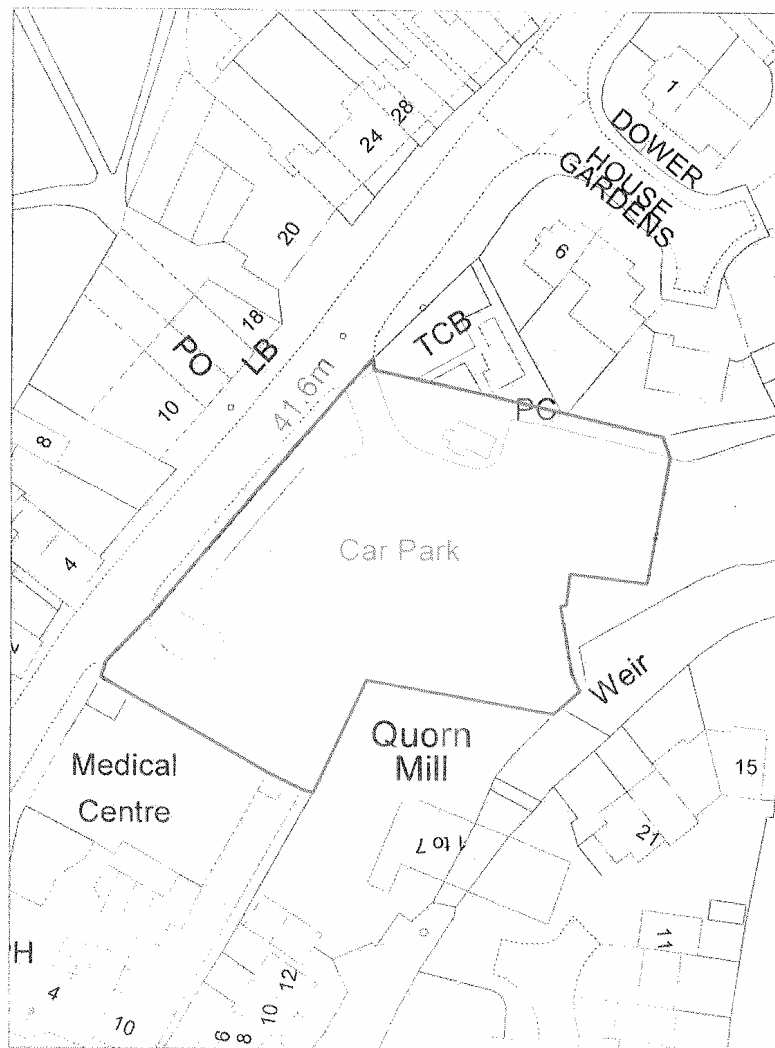 1
DOWER
HOUSE
GARDENS
28
24
20
6
18
TCB
PO
LB
41.6m
10
PC
8
Car Park
4
Weir
Quorn
Mill
Medical
Centre
15
21
1 to 7
11
PH
4
10
12
10
8
6